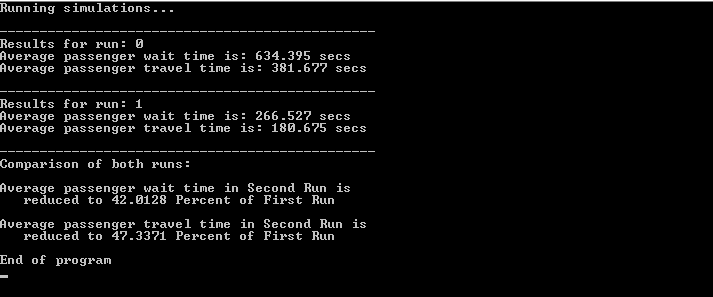 Running simulations...
-----------------------------------------------
Results for run: 0
Average passenger wait time is: 634.395 secs
Average passenger travel time is: 381.677 secs
-----------------------------------------------
Results for run: 1
Average passenger wait time is: 266.527 secs
Average passenger travel time is: 180.675 secs
-----------------------------------------------
Comparison of both runs:
Average passenger wait time in Second Run is
reduced to 42.0128 Percent of First Run
Average passenger travel time in Second Run is
reduced to 47.3371 Percent of First Run
End of program